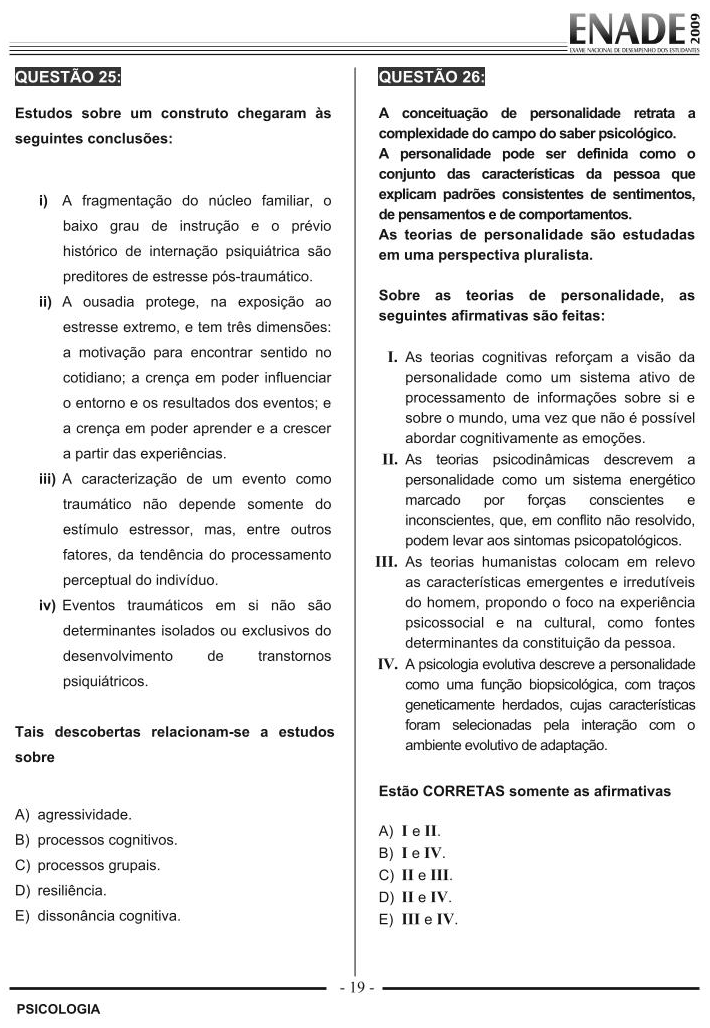 ENADE 2009
EXAME NACIONAL DE DESEMPENHO DOS ESTUDANTES
QUESTÃO 25:
Estudos sobre um construto chegaram às
seguintes conclusões:
i) A fragmentação do núcleo familiar, o
baixo grau de instrução e o prévio
histórico de internação psiquiátrica são
preditores de estresse pós-traumático.
ii) A ousadia protege, na exposição ao
estresse extremo, e tem três dimensões:
a motivação para encontrar sentido no
cotidiano; a crença em poder influenciar
o entorno e os resultados dos eventos; e
a crença em poder aprender e a crescer
a partir das experiências.
iii) A caracterização de um evento como
traumático não depende somente do
estímulo estressor, mas, entre outros
fatores, da tendência do processamento
perceptual do indivíduo.
iv) Eventos traumáticos em si não são
determinantes isolados ou exclusivos do
desenvolvimento de transtornos
psiquiátricos.
Tais descobertas relacionam-se a estudos
sobre
A) agressividade.
B) processos cognitivos.
C) processos grupais.
D) resiliência.
E) dissonância cognitiva.
QUESTÃO 26:
A conceituação de personalidade retrata a
complexidade do campo do saber psicológico.
A personalidade pode ser definida como o
conjunto das características da pessoa que
explicam padrões consistentes de sentimentos,
de pensamentos e de comportamentos.
As teorias de personalidade são estudadas
em uma perspectiva pluralista.
Sobre as teorias de personalidade, as
seguintes afirmativas são feitas:
I. As teorias cognitivas reforçam a visão da
personalidade como um sistema ativo de
processamento de informações sobre si e
sobre o mundo, uma vez que não é possível
abordar cognitivamente as emoções.
II. As teorias psicodinâmicas descrevem a
personalidade como um sistema energético
marcado por forças conscientes e
inconscientes, que, em conflito não resolvido,
podem levar aos sintomas psicopatológicos.
III. As teorias humanistas colocam em relevo
as características emergentes e irredutíveis
do homem, propondo o foco na experiência
psicossocial e na cultural, como fontes
determinantes da constituição da pessoa.
IV. A psicologia evolutiva descreve a personalidade
como uma função biopsicológica, com traços
geneticamente herdados, cujas características
foram selecionadas pela interação com o
ambiente evolutivo de adaptação.
Estão CORRETAS somente as afirmativas
A) I e II.
B) I e IV.
C) II e III.
D) II e IV.
E) III e IV.
- 19 -
PSICOLOGIA